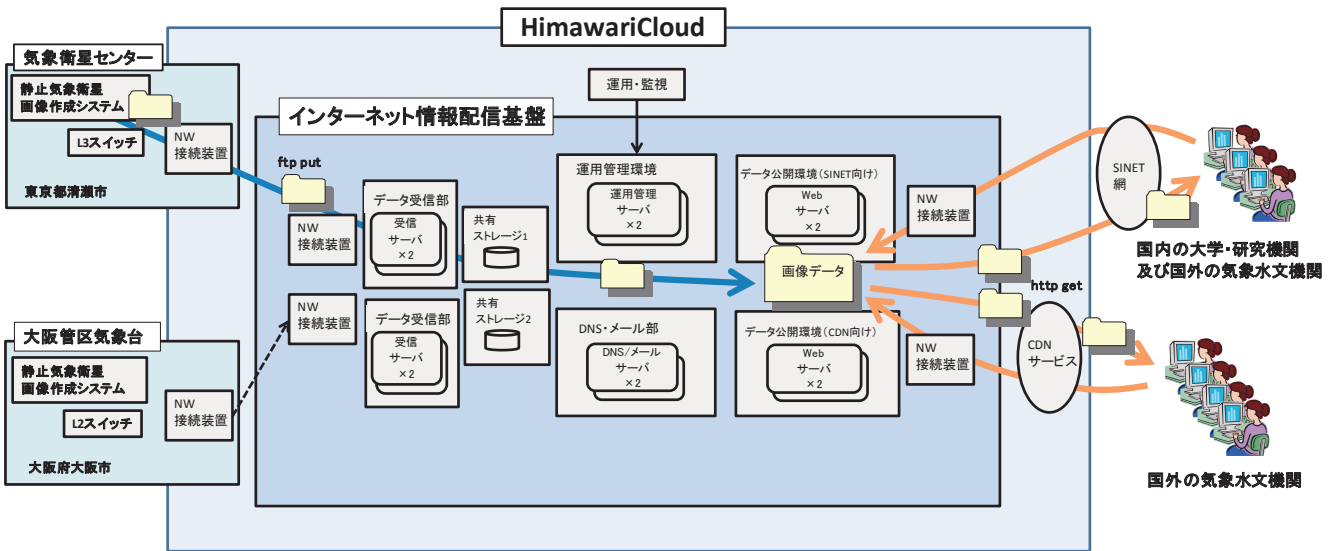 HimawariCloud
気象衛星センター
静止気象衛星
画像作成システム
L3スイッチ
NW
接続装置
東京都清瀬市
大阪管区気象台
静止気象衛星
画像作成システム
L2スイッチ
NW
接続装置
大阪府大阪市
運用・監視
インターネット情報配信基盤
ftp put
NW
接続装置
データ受信部
受信
サーバ
×2
共有
ストレージ1
運用管理環境
運用管理
サーバ
×2
データ公開環境(SINET向け)
Web
サーバ
×2
NW
接続装置
画像データ
NW
接続装置
データ受信部
受信
サーバ
×2
共有
ストレージ2
DNS・メール部
DNS/メール
サーバ
×2
データ公開環境(CDN向け)
Web
サーバ
×2
NW
接続装置
http get
SINET
網
CDN
サービス
国内の大学・研究機関
及び国外の気象水文機関
国外の気象水文機関